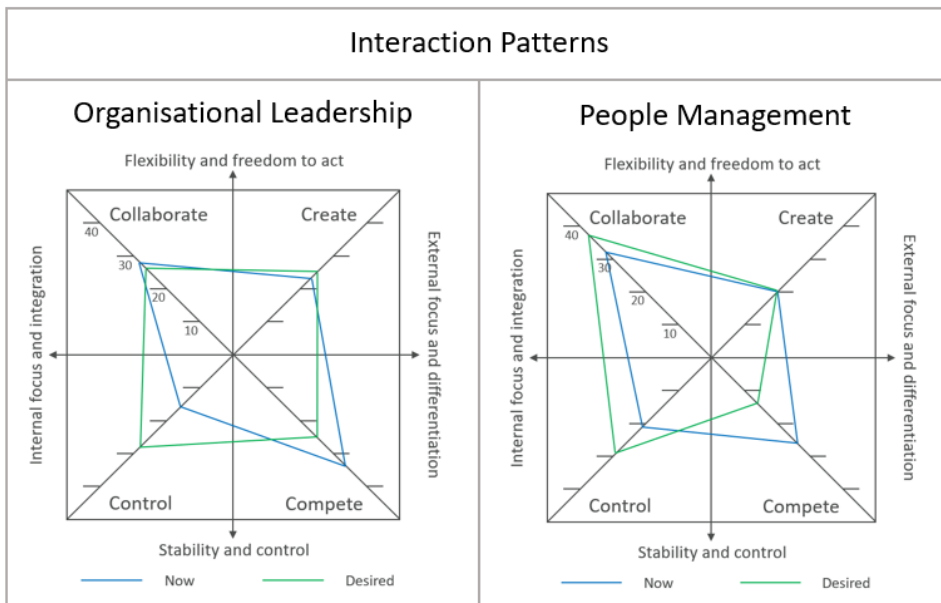 Interaction Patterns
Organisational Leadership
Flexibility and freedom to act
Collaborate
Create
40
30
20
10
Internal focus and integration
External focus and differentiation
Control
Compete
Stability and control
Now
Desired
People Management
Flexibility and freedom to act
Collaborate
Create
40
30
20
10
Internal focus and integration
External focus and differentiation
Control
Compete
Stability and control
Now
Desired